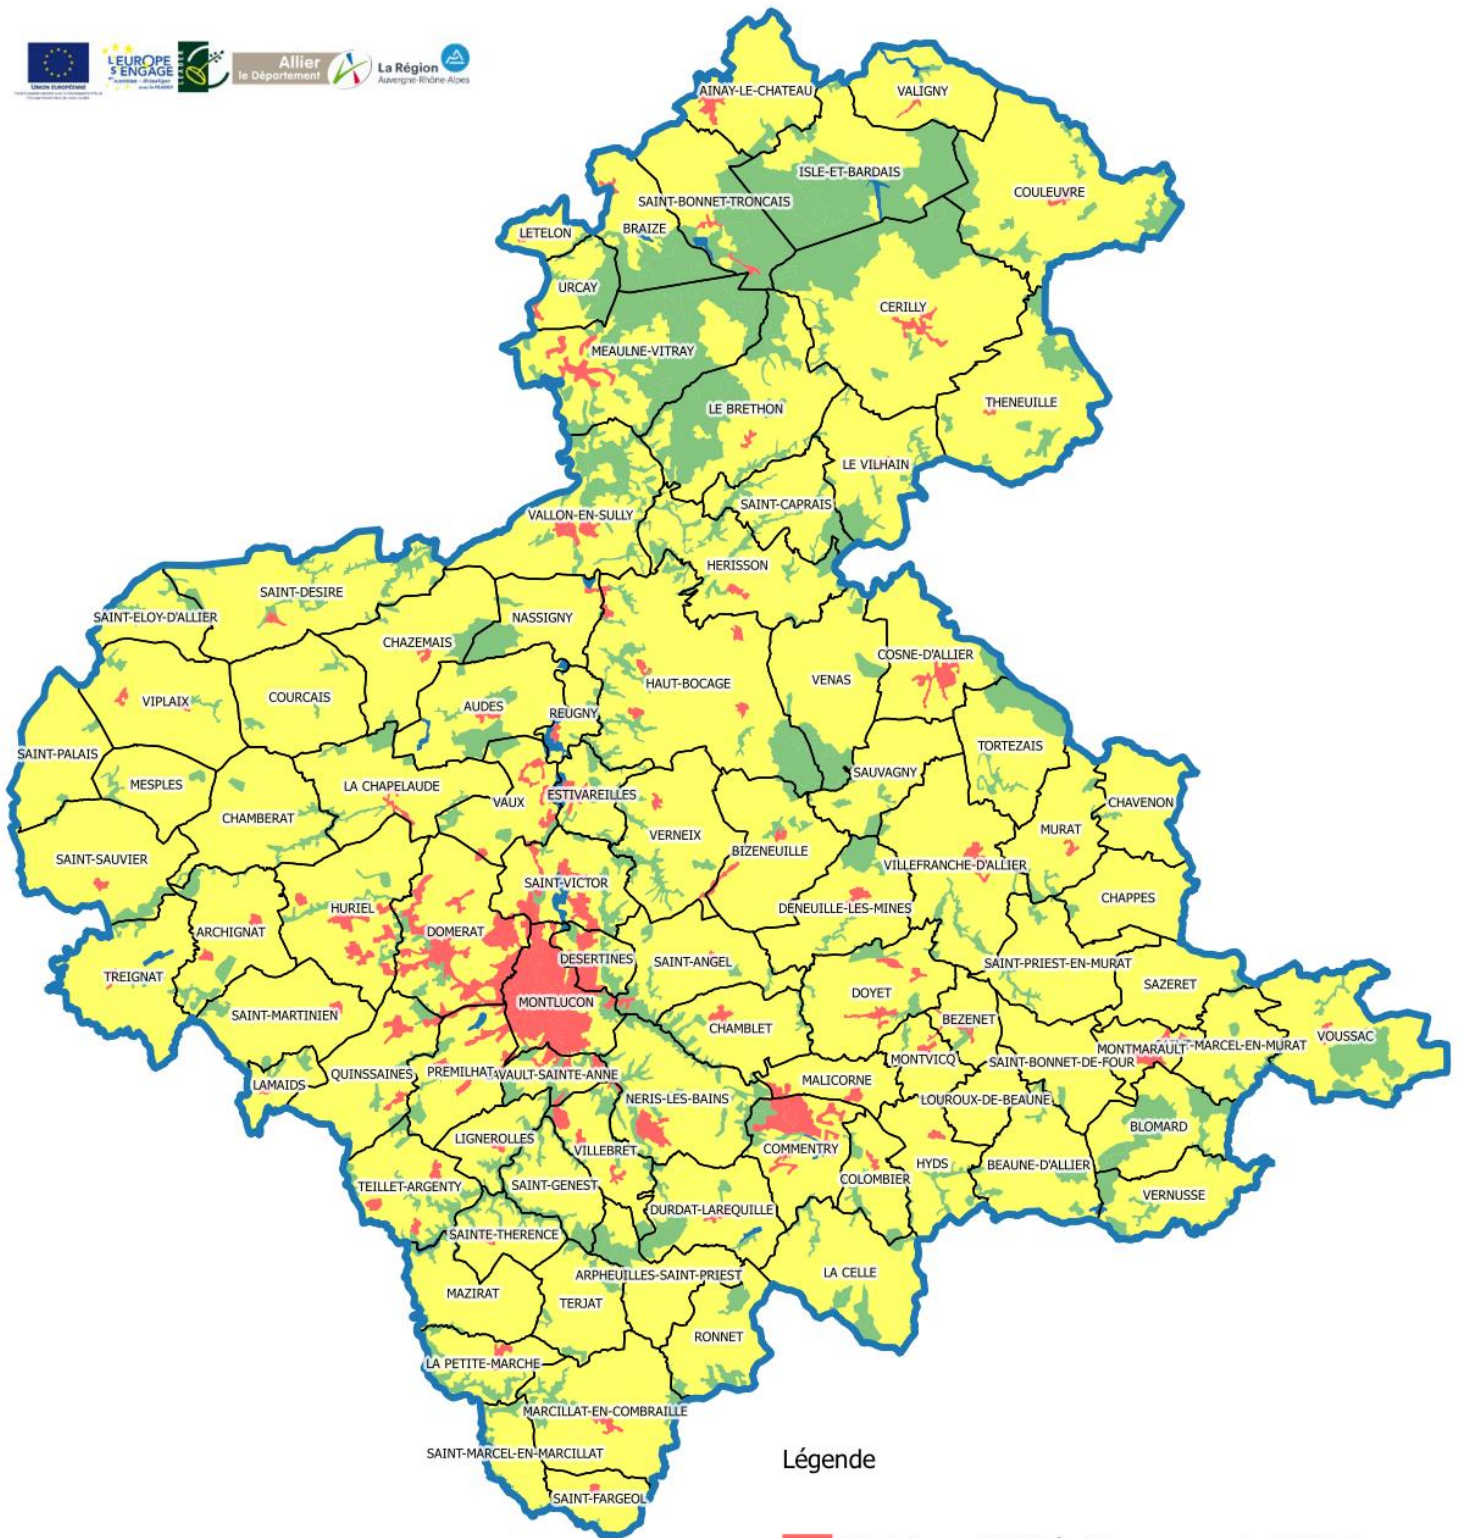 L'EUROPE
S'ENGAGE
UNION EUROPÉENNE
LEADER
Allier
le Département
La Région
Auvergne-Rhône-Alpes
AINAY-LE-CHATEAU
VALIGNY
ISLE-ET-BARDAIS
COULEUVRE
SAINT-BONNET-TRONCAIS
BRAIZE
LETELON
URCAY
CERILLY
MEAULNE-VITRAY
THENEUILLE
LE BRETHON
LE VILHAIN
SAINT-CAPRAIS
VALLON-EN-SULLY
HERISSON
SAINT-DESIRE
SAINT-ELOY-D'ALLIER
NASSIGNY
CHAZEMAIS
COSNE-D'ALLIER
VENAS
HAUT-BOCAGE
COURCAIS
VIPLAIX
AUDES
REUGNY
TORTEZAIS
SAINT-PALAIS
SAUVAGNY
MESPLES
LA CHAPELAUDE
ESTIVAREILLES
VAUX
CHAVENON
CHAMBERAT
MURAT
VERNEIX
BIZENEUILLE
SAINT-SAUVIER
VILLEFRANCHE-D'ALLIER
SAINT-VICTOR
CHAPPES
HURIEL
DENEUILLE-LES-MINES
ARCHIGNAT
DOMERAT
DESERTINES
SAINT-ANGEL
SAINT-PRIEST-EN-MURAT
TREIGNAT
SAZERET
DOYET
MONTLUCON
SAINT-MARTINIEN
BEZENET
CHAMBLET
VOUSSAC
MONTMARAULT
T-MARCEL-EN-MURAT
MONTVICQ
SAINT-BONNET-DE-FOUR
QUINSSAINES
PREMILHAT
AVAULT-SAINTE-ANNE
MALICORNE
LAMAIDS
NERIS-LES-BAINS
LOUROUX-DE-BEAUNE
BLOMARD
LIGNEROLLES
VILLEBRET
COMMENTRY
HYDS
BEAUNE-D'ALLIER
COLOMBIER
TEILLET-ARGENTY
SAINT-GENEST
VERNUSSE
DURDAT-LAREQUILLE
SAINTE-THERENCE
LA CELLE
ARPHEUILLES-SAINT-PRIEST
MAZIRAT
TERJAT
RONNET
LA PETITE-MARCHE
MARCILLAT-EN-COMBRAILLE
SAINT-MARCEL-EN-MARCILLAT
Légende
SAINT-FARGEOL